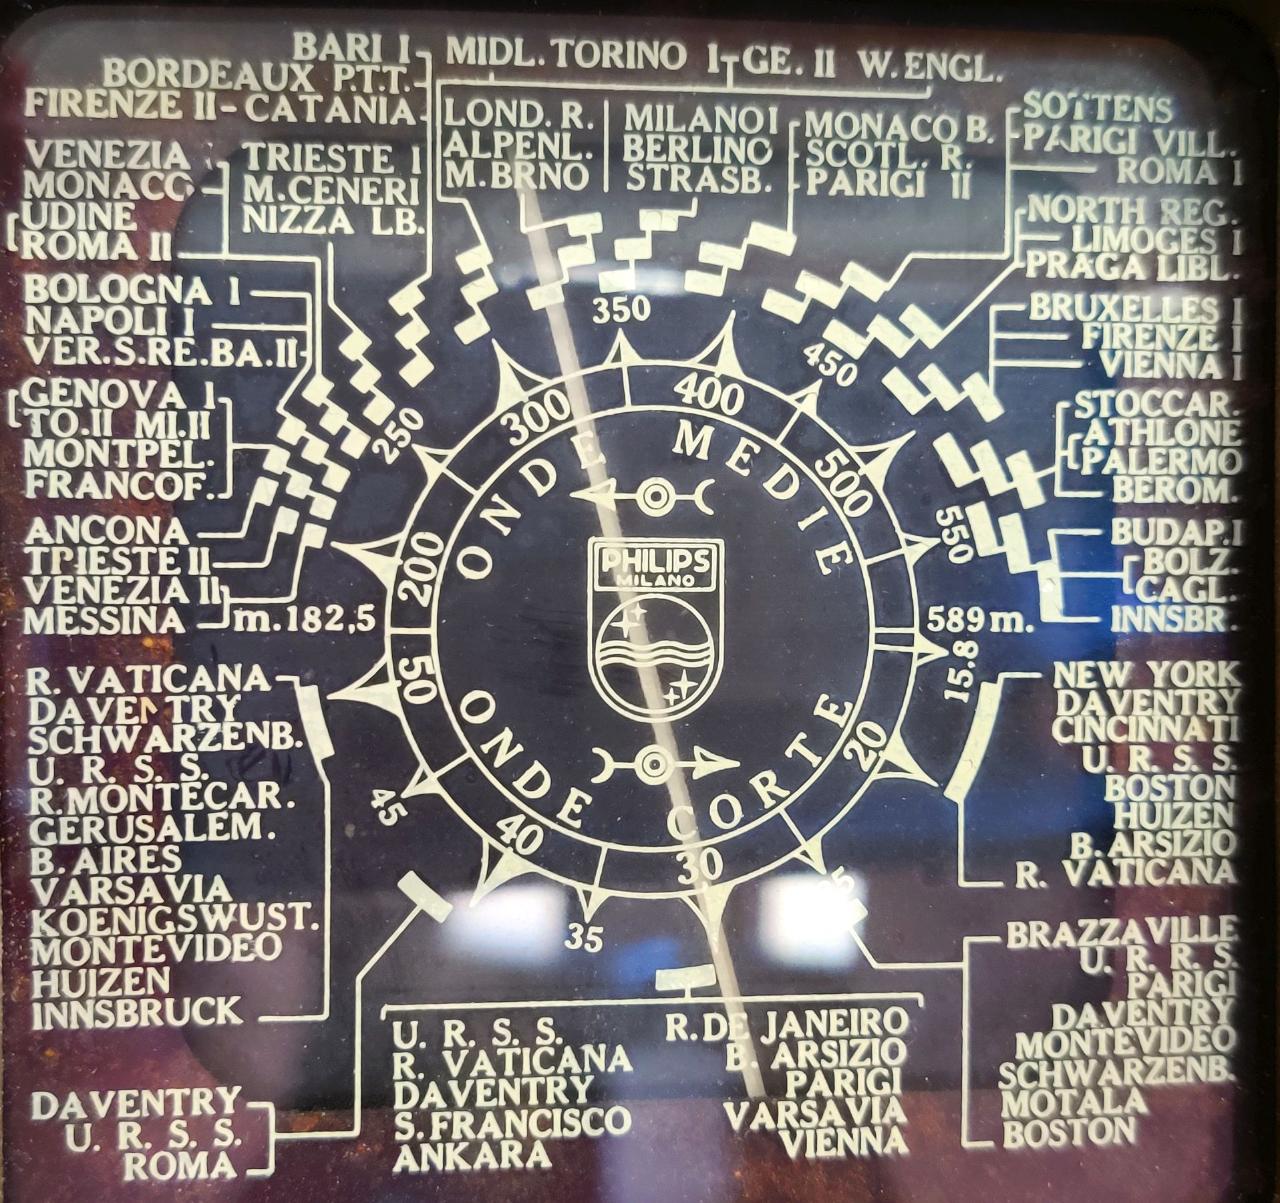 BARI I
BORDEAUX P.T.T.
FIRENZE II - CATANIA
MIDL. TORINO I GE. II W. ENGL.
VENEZIA
MONACO
UDINE
ROMA II
TRIESTE I
M. CENERI
NIZZA LB.
LOND. R.
ALPENL.
M. BRNO
MILANO I
BERLINO
STRASB.
MONACO B.
SCOTL. R.
PARIGI II
SOTTENS
PARIGI VILL.
ROMA I
NORTH REG.
LIMOGES I
PRAGA LIBL.
BOLOGNA I
NAPOLI I
VER.S.RE.BA.II
BRUXELLES I
FIRENZE I
VIENNA I
GENOVA I
TO.II MI.II
MONTPEL.
FRANCOF.
STOCCAR.
ATHLONE
PALERMO
BEROM.
ANCONA
TRIESTE II
VENEZIA II
MESSINA
m. 182,5
BUDAP. I
BOLZ.
CAGL.
INNSBR.
589 m.
200
250
300
350
400
450
500
550
ONDE MEDIE
PHILIPS
MILANO
ONDE CORTE
50
45
40
35
30
25
20
15.8
R. VATICANA
DAVENTRY
SCHWARZENB.
U. R. S. S.
R. MONTECAR.
GERUSALEM.
B. AIRES
VARSAVIA
KOENIGSWUST.
MONTEVIDEO
HUIZEN
INNSBRUCK
NEW YORK
DAVENTRY
CINCINNATI
U. R. S. S.
BOSTON
HUIZEN
B. ARSIZIO
R. VATICANA
DAVENTRY
U. R. S. S.
ROMA
U. R. S. S.
R. VATICANA
DAVENTRY
S. FRANCISCO
ANKARA
R. DE JANEIRO
B. ARSIZIO
PARIGI
VARSAVIA
VIENNA
BRAZZAVILLE
U. R. R. S.
PARIGI
DAVENTRY
MONTEVIDEO
SCHWARZENB.
MOTALA
BOSTON